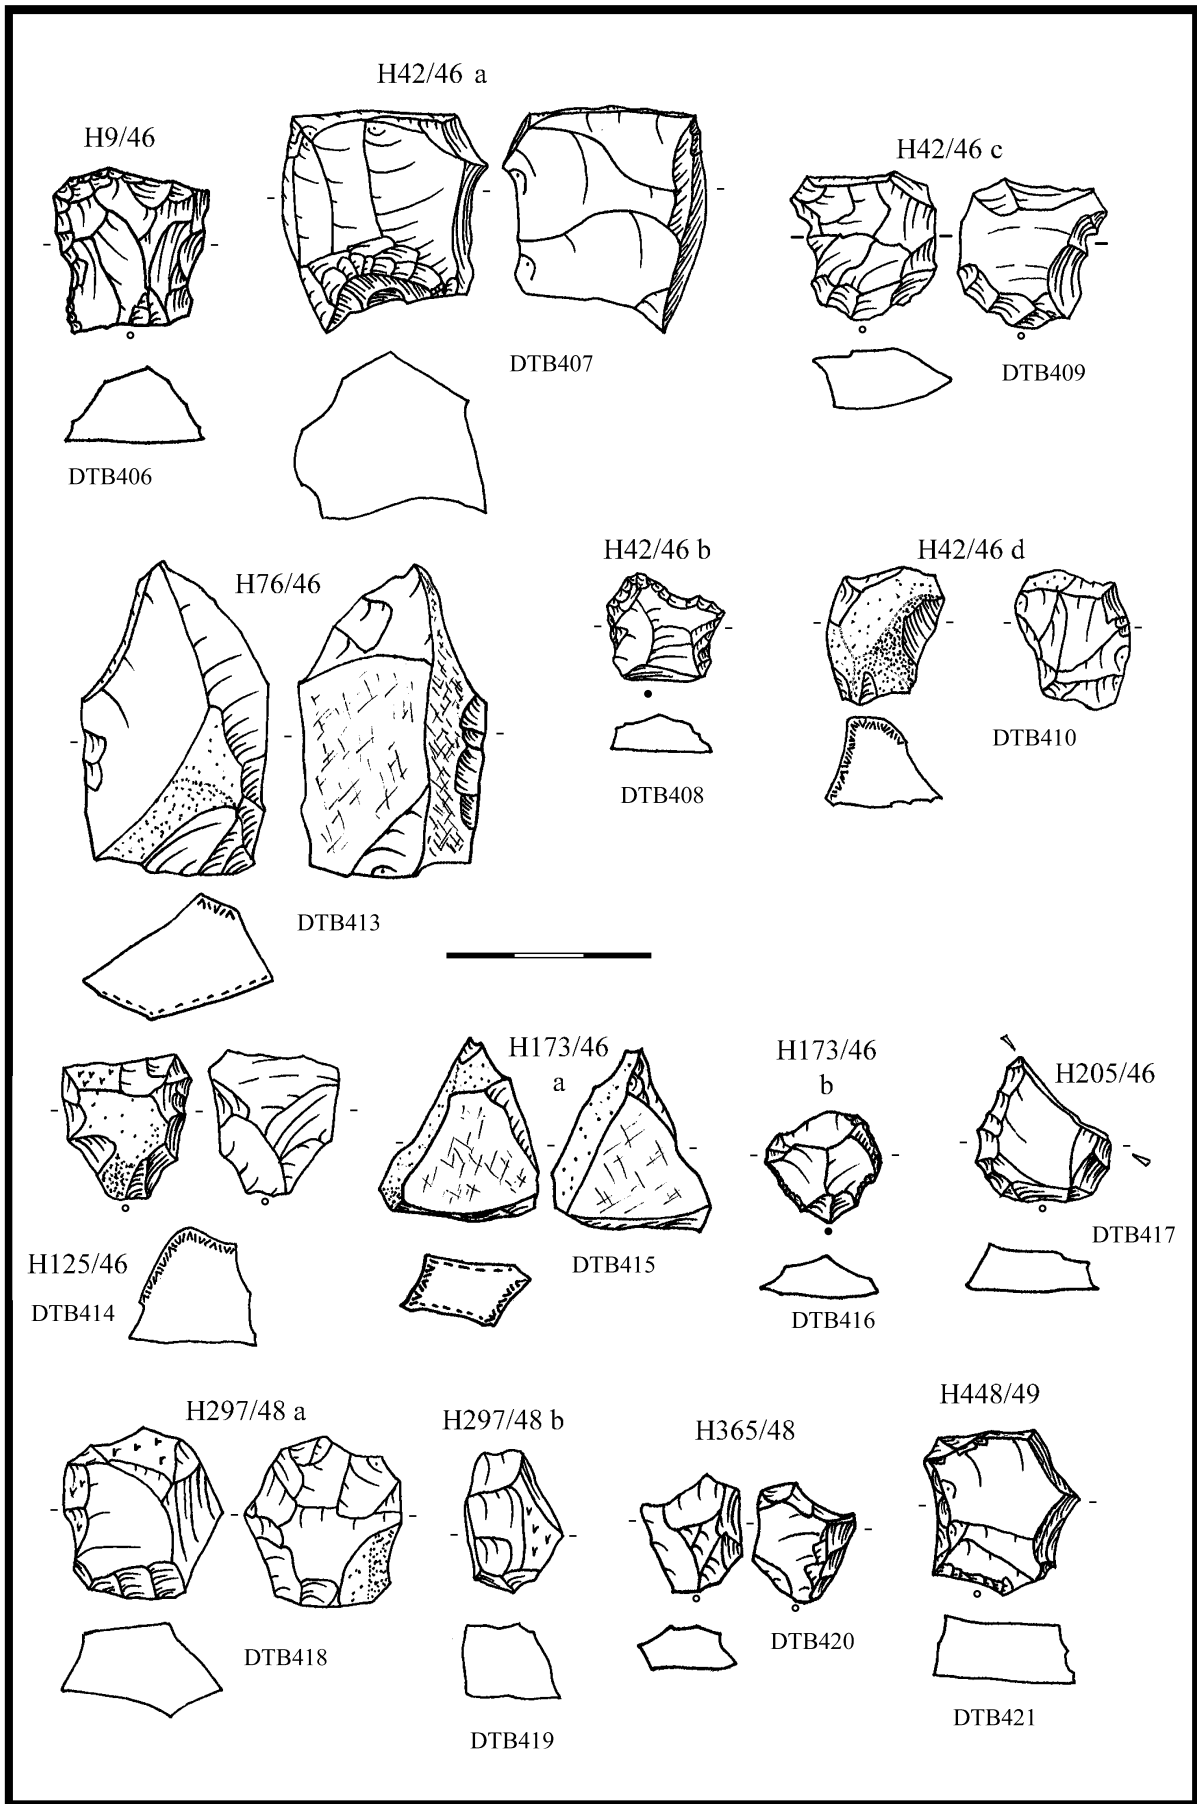 H42/46 a
H9/46
H42/46 c
DTB407
DTB409
DTB406
H42/46 b
H42/46 d
H76/46
DTB410
DTB408
DTB413
H173/46
a
H173/46
b
H205/46
DTB417
H125/46
DTB415
DTB414
DTB416
H448/49
H297/48 a
H297/48 b
H365/48
DTB420
DTB418
DTB421
DTB419